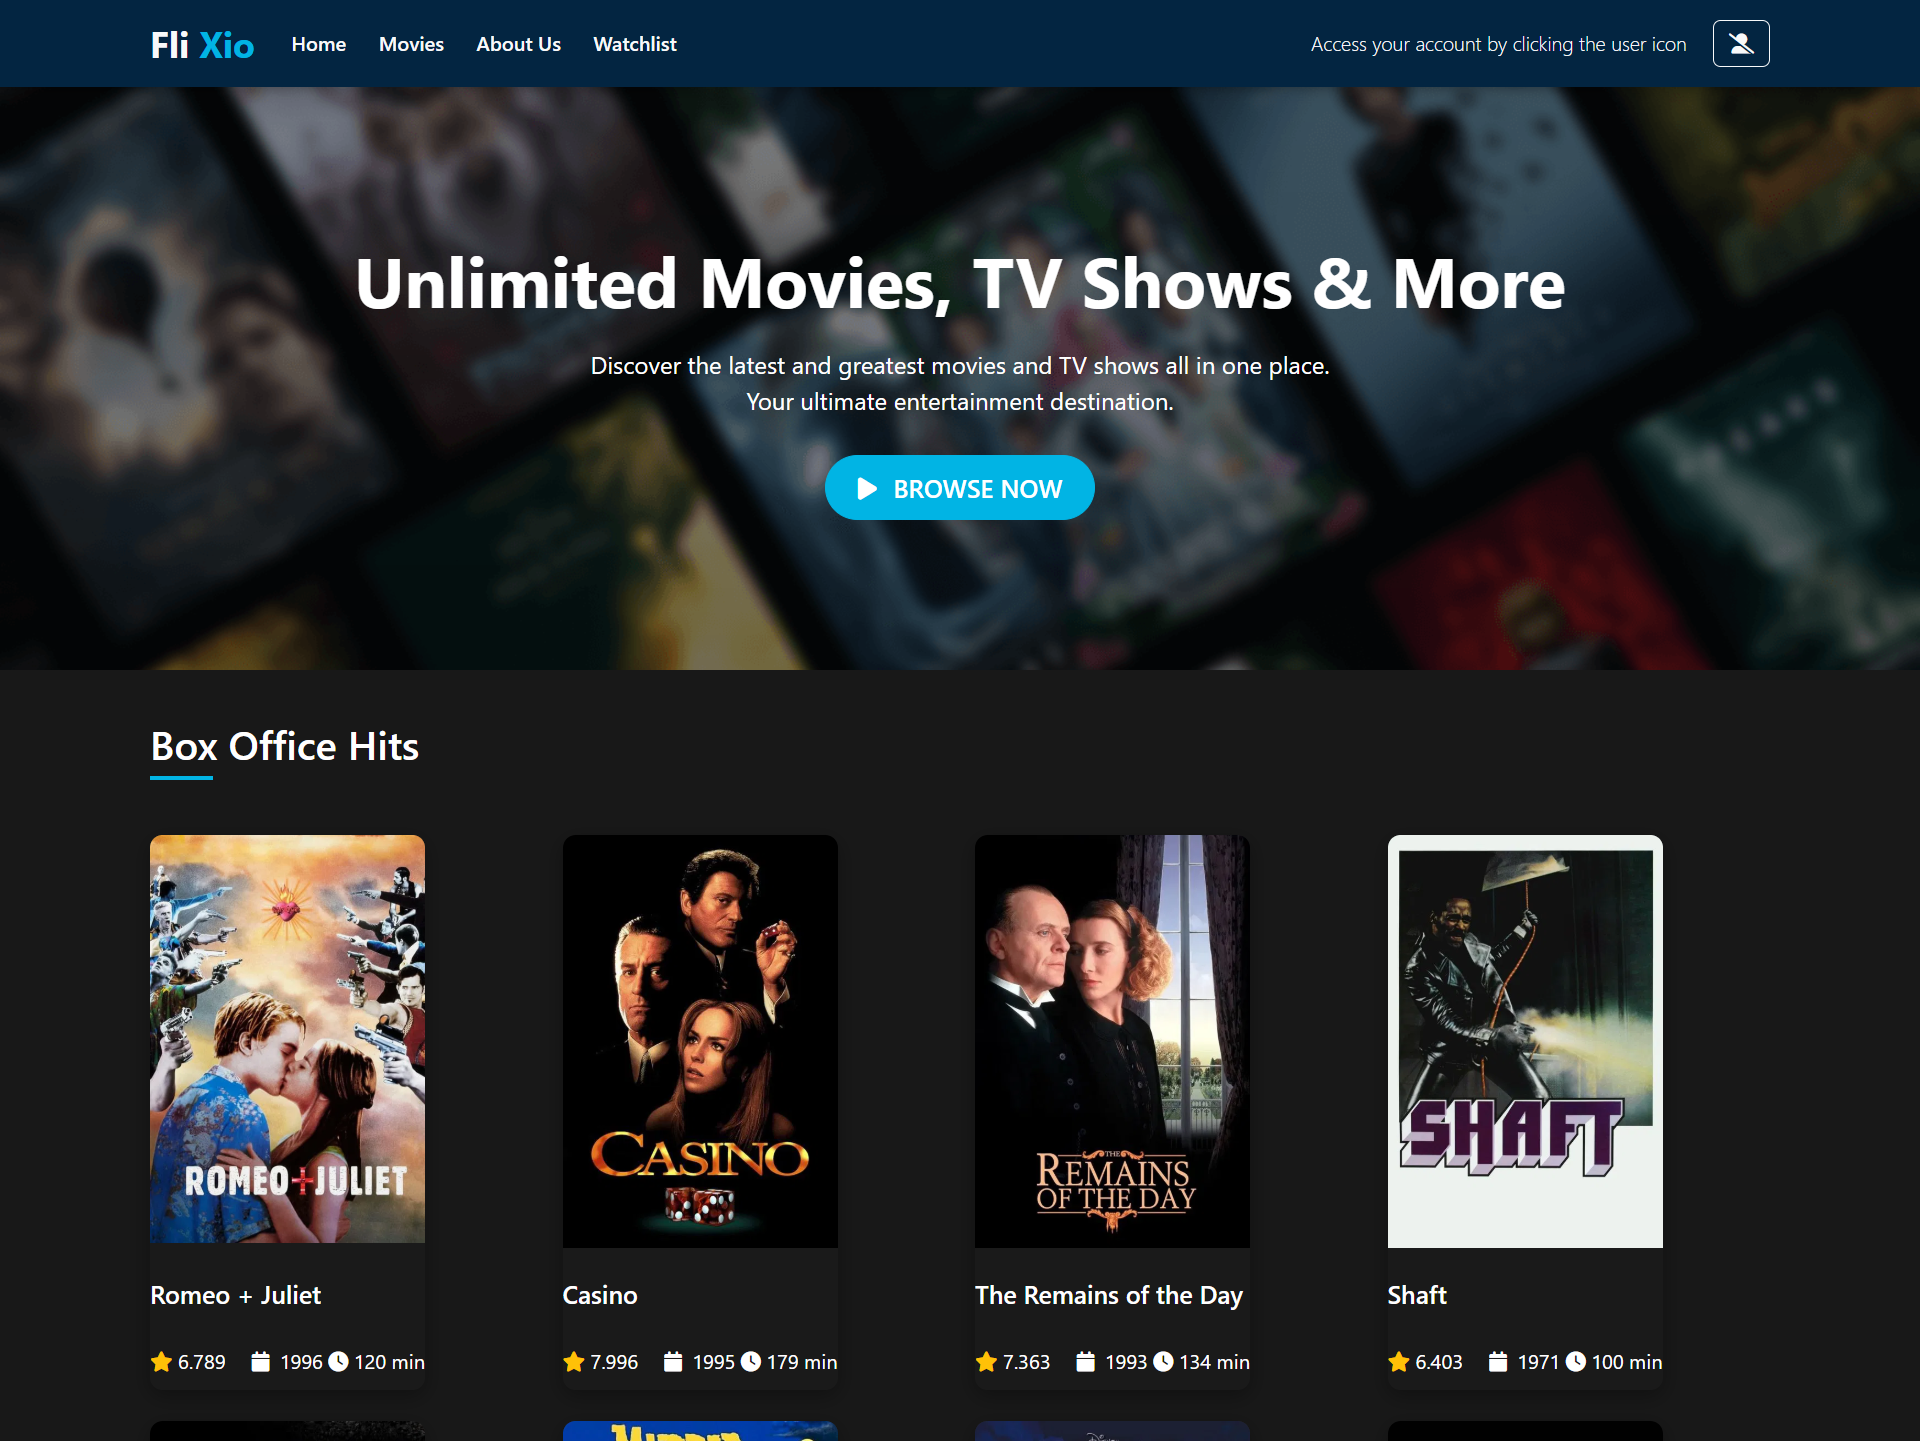 Fli Xio Home Movies About Us Watchlist Access your account by clicking the user icon
Unlimited Movies, TV Shows & More
Discover the latest and greatest movies and TV shows all in one place.
Your ultimate entertainment destination.
BROWSE NOW
Box Office Hits
ROMEO+JULIET
CASINO
THE
REMAINS
OF THE DAY
SHAFT
Romeo + Juliet
6.789 1996 120 min
Casino
7.996 1995 179 min
The Remains of the Day
7.363 1993 134 min
Shaft
6.403 1971 100 min